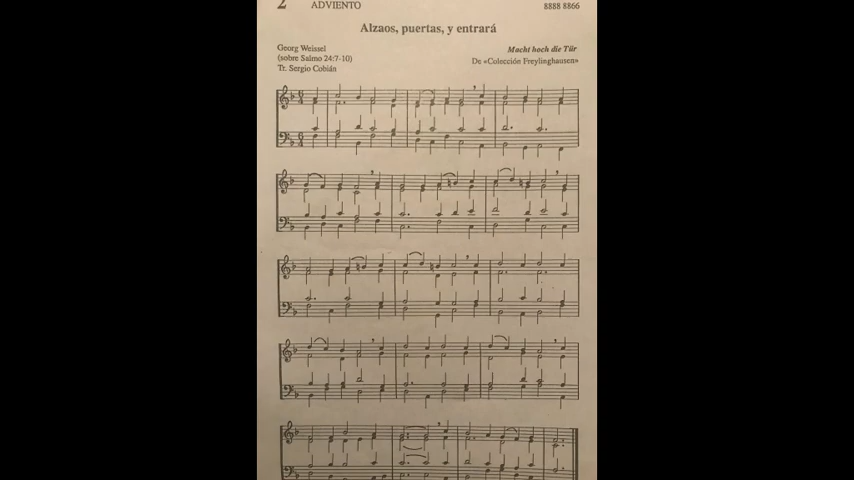 2 ADVIENTO 8888 8866
Alzaos, puertas, y entrará
Georg Weissel
(sobre Salmo 24:7-10)
Tr. Sergio Cobián
Macht hoch die Tür
De «Colección Freylinghausen»